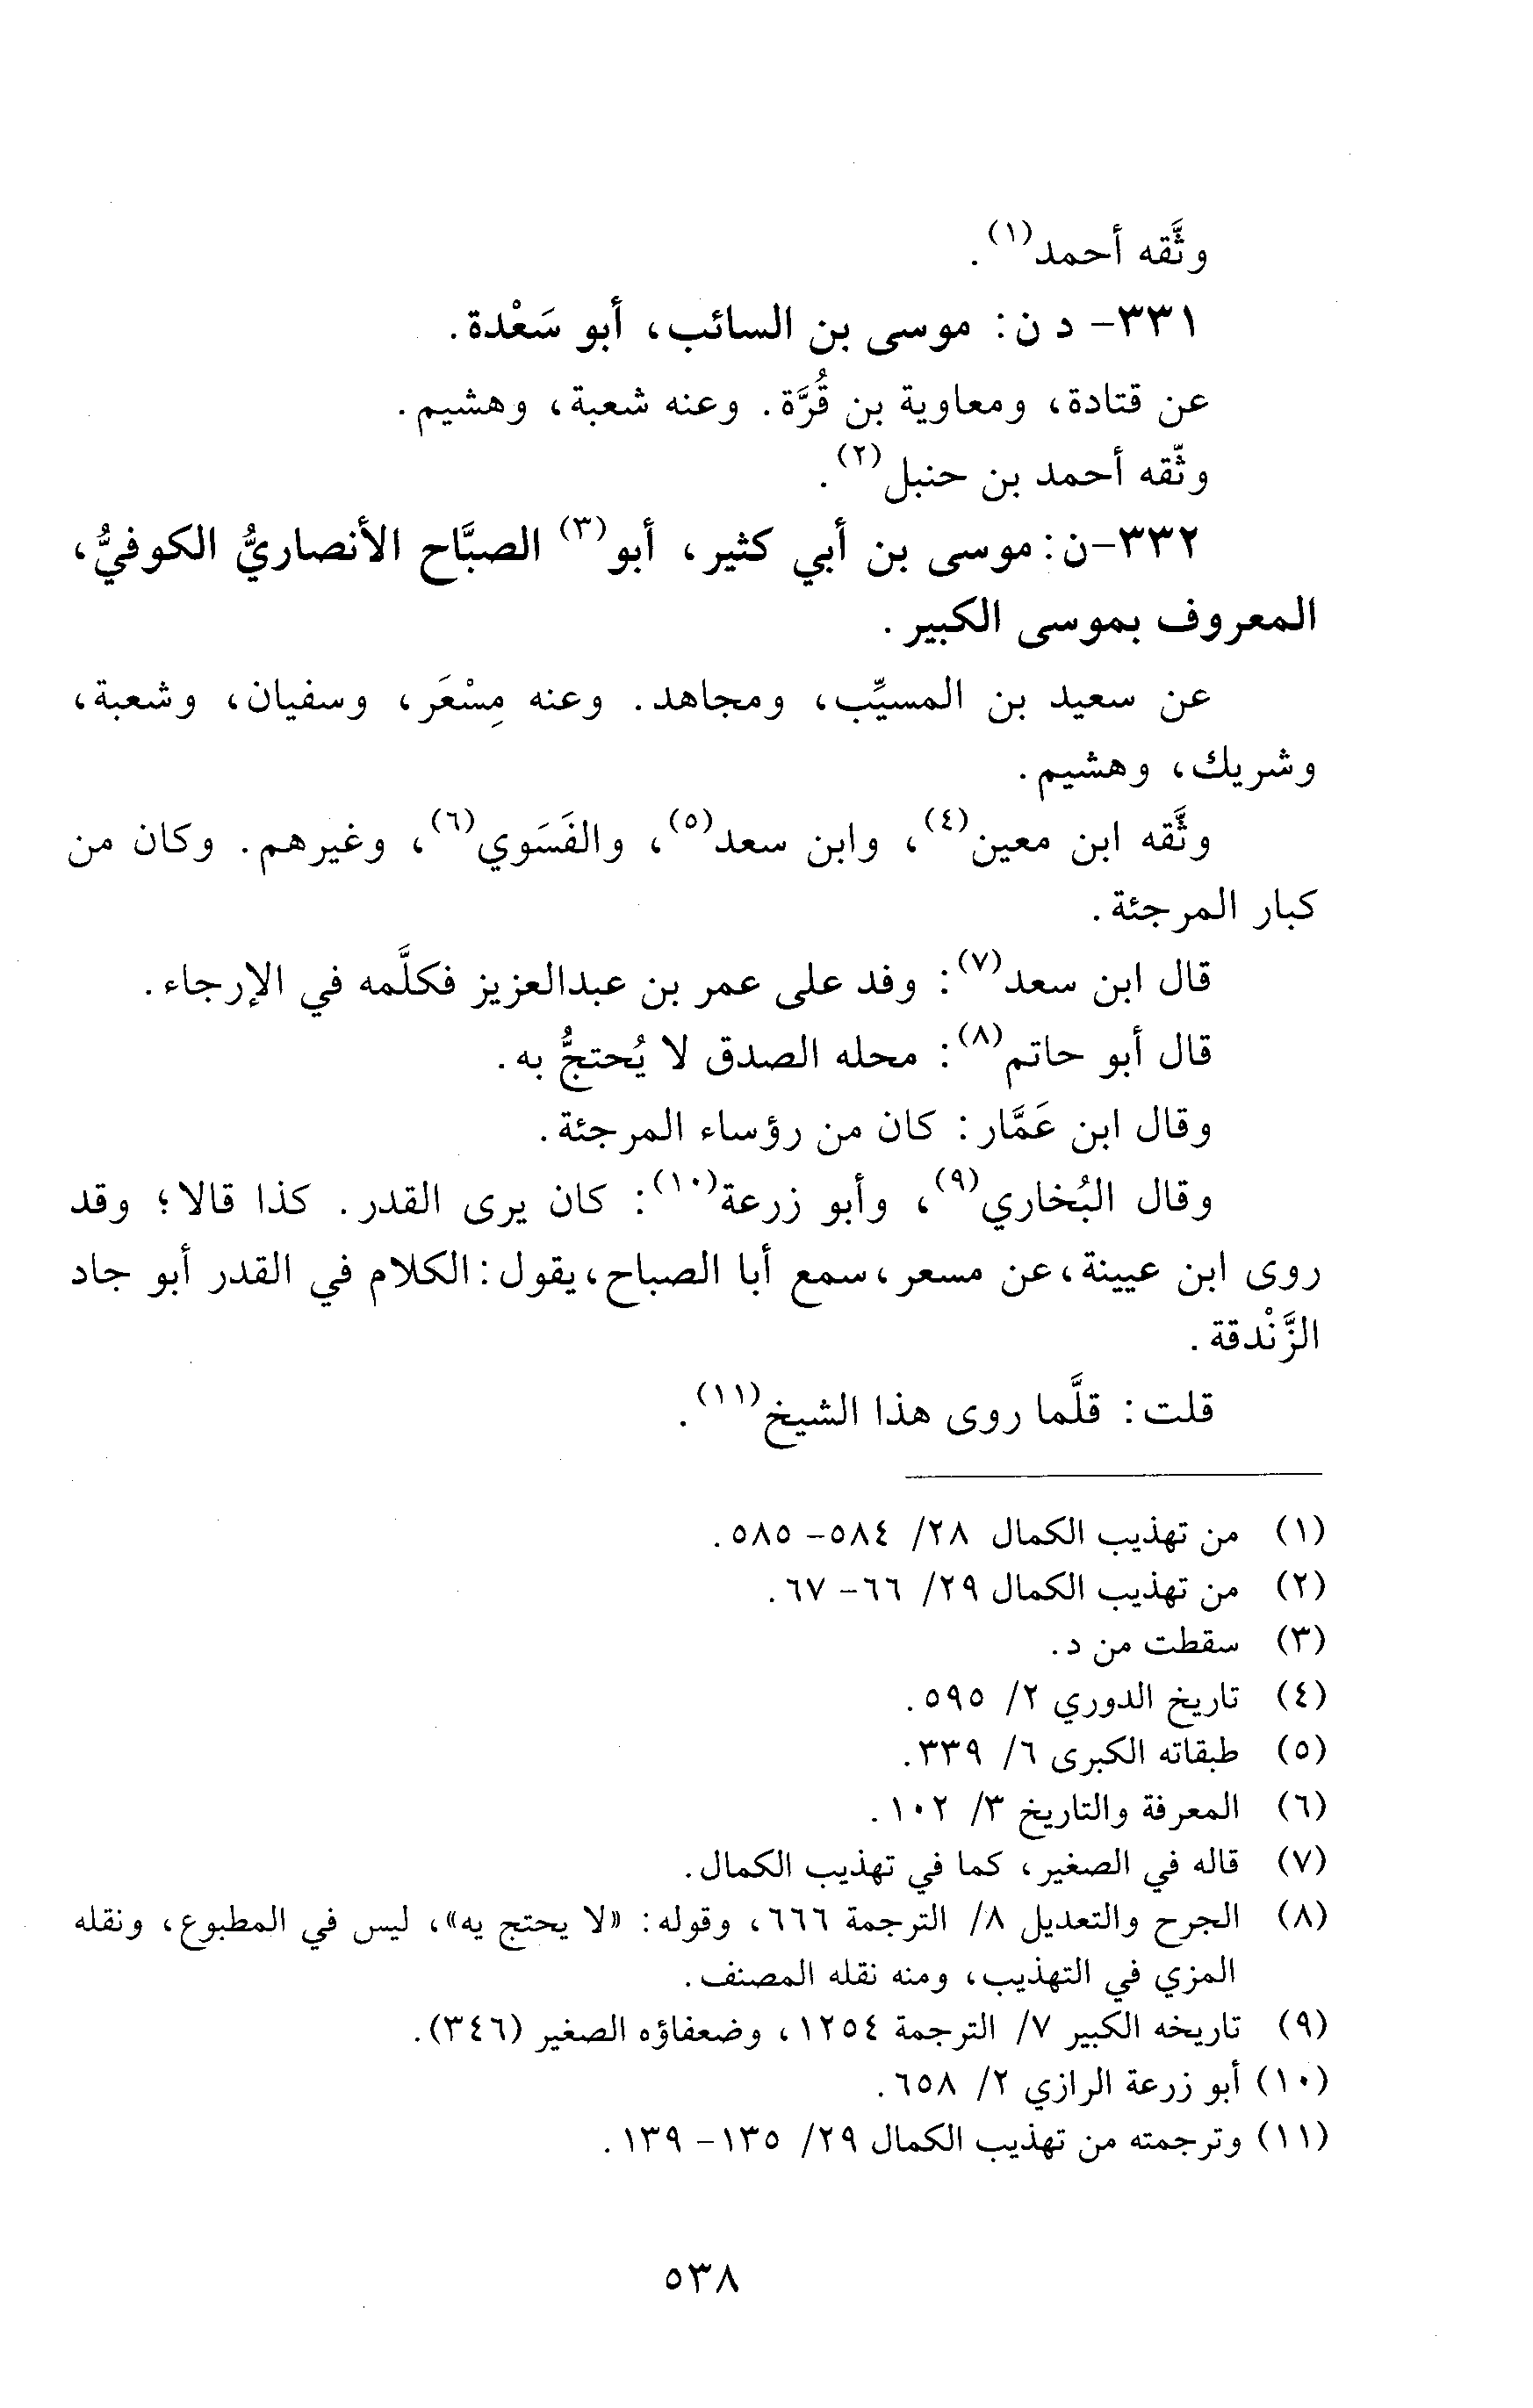 وثَّقه أحمد(١).
٣٣١- د ن: موسى بن السائب، أبو سَعْدة.
عن قتادة، ومعاوية بن قُرَّة. وعنه شعبة، وهشيم.
وثّقه أحمد بن حنبل(٢).
٣٣٢-ن: موسى بن أبي كثير، أبو(٣) الصبَّاح الأنصاريُّ الكوفيُّ،
المعروف بموسى الكبير.
عن سعيد بن المسيِّب، ومجاهد. وعنه مِسْعَر، وسفيان، وشعبة،
وشريك، وهشيم.
وثَّقه ابن معين(٤)، وابن سعد(٥)، والفَسَوي(٦)، وغيرهم. وكان من
كبار المرجئة.
قال ابن سعد(٧): وفد على عمر بن عبدالعزيز فكلَّمه في الإرجاء.
قال أبو حاتم(٨): محله الصدق لا يُحتجُّ به.
وقال ابن عَمَّار: كان من رؤساء المرجئة.
وقال البُخاري(٩)، وأبو زرعة(١٠): كان يرى القدر. كذا قالا؛ وقد
روى ابن عيينة، عن مسعر، سمع أبا الصباح، يقول: الكلام في القدر أبو جاد
الزَّنْدقة.
قلت: قلَّما روى هذا الشيخ(١١).
(١) من تهذيب الكمال ٢٨/ ٥٨٤- ٥٨٥.
(٢) من تهذيب الكمال ٢٩/ ٦٦- ٦٧.
(٣) سقطت من د.
(٤) تاريخ الدوري ٢/ ٥٩٥.
(٥) طبقاته الكبرى ٦/ ٣٣٩.
(٦) المعرفة والتاريخ ٣/ ١٠٢.
(٧) قاله في الصغير، كما في تهذيب الكمال.
(٨) الجرح والتعديل ٨/ الترجمة ٦٦٦، وقوله: «لا يحتج يه»، ليس في المطبوع، ونقله
المزي في التهذيب، ومنه نقله المصنف.
(٩) تاريخه الكبير ٧/ الترجمة ١٢٥٤، وضعفاؤه الصغير (٣٤٦).
(١٠) أبو زرعة الرازي ٢/ ٦٥٨.
(١١) وترجمته من تهذيب الكمال ٢٩/ ١٣٥- ١٣٩.
٥٣٨